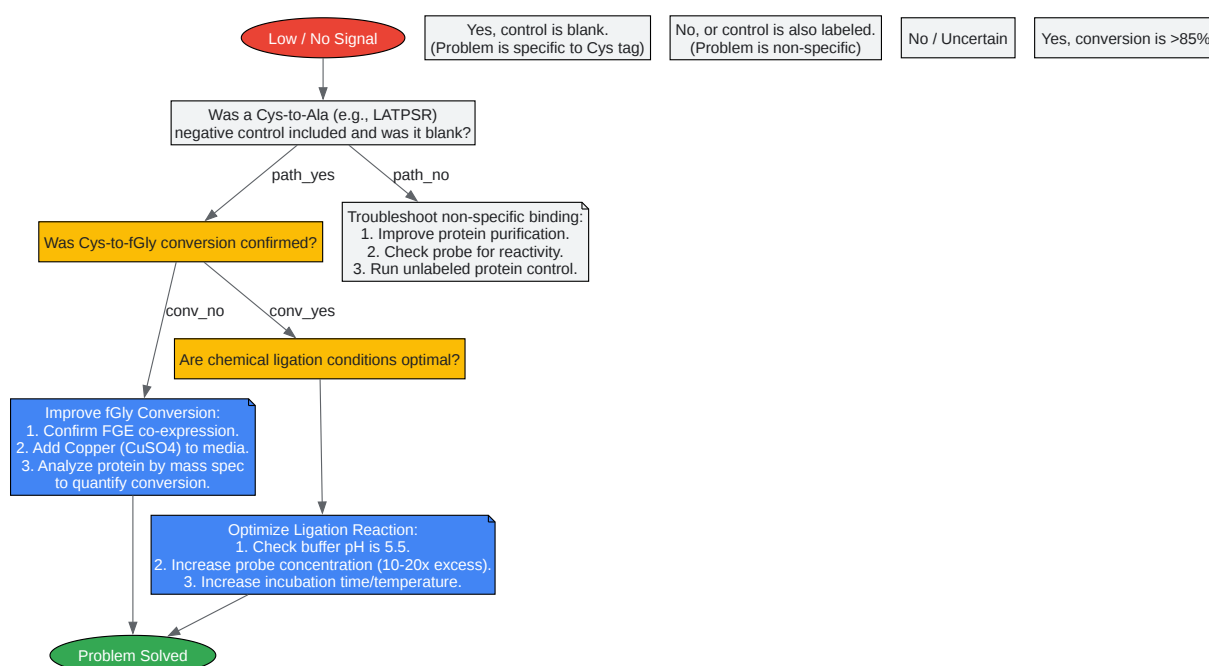 Low / No Signal
Yes, control is blank.
(Problem is specific to Cys tag)
No, or control is also labeled.
(Problem is non-specific)
No / Uncertain
Yes, conversion is >85%
Was a Cys-to-Ala (e.g., LATPSR)
negative control included and was it blank?
path_yes
path_no
Was Cys-to-fGly conversion confirmed?
Troubleshoot non-specific binding:
1. Improve protein purification.
2. Check probe for reactivity.
3. Run unlabeled protein control.
conv_no
conv_yes
Are chemical ligation conditions optimal?
Improve fGly Conversion:
1. Confirm FGE co-expression.
2. Add Copper (CuSO4) to media.
3. Analyze protein by mass spec
to quantify conversion.
Optimize Ligation Reaction:
1. Check buffer pH is 5.5.
2. Increase probe concentration (10-20x excess).
3. Increase incubation time/temperature.
Problem Solved